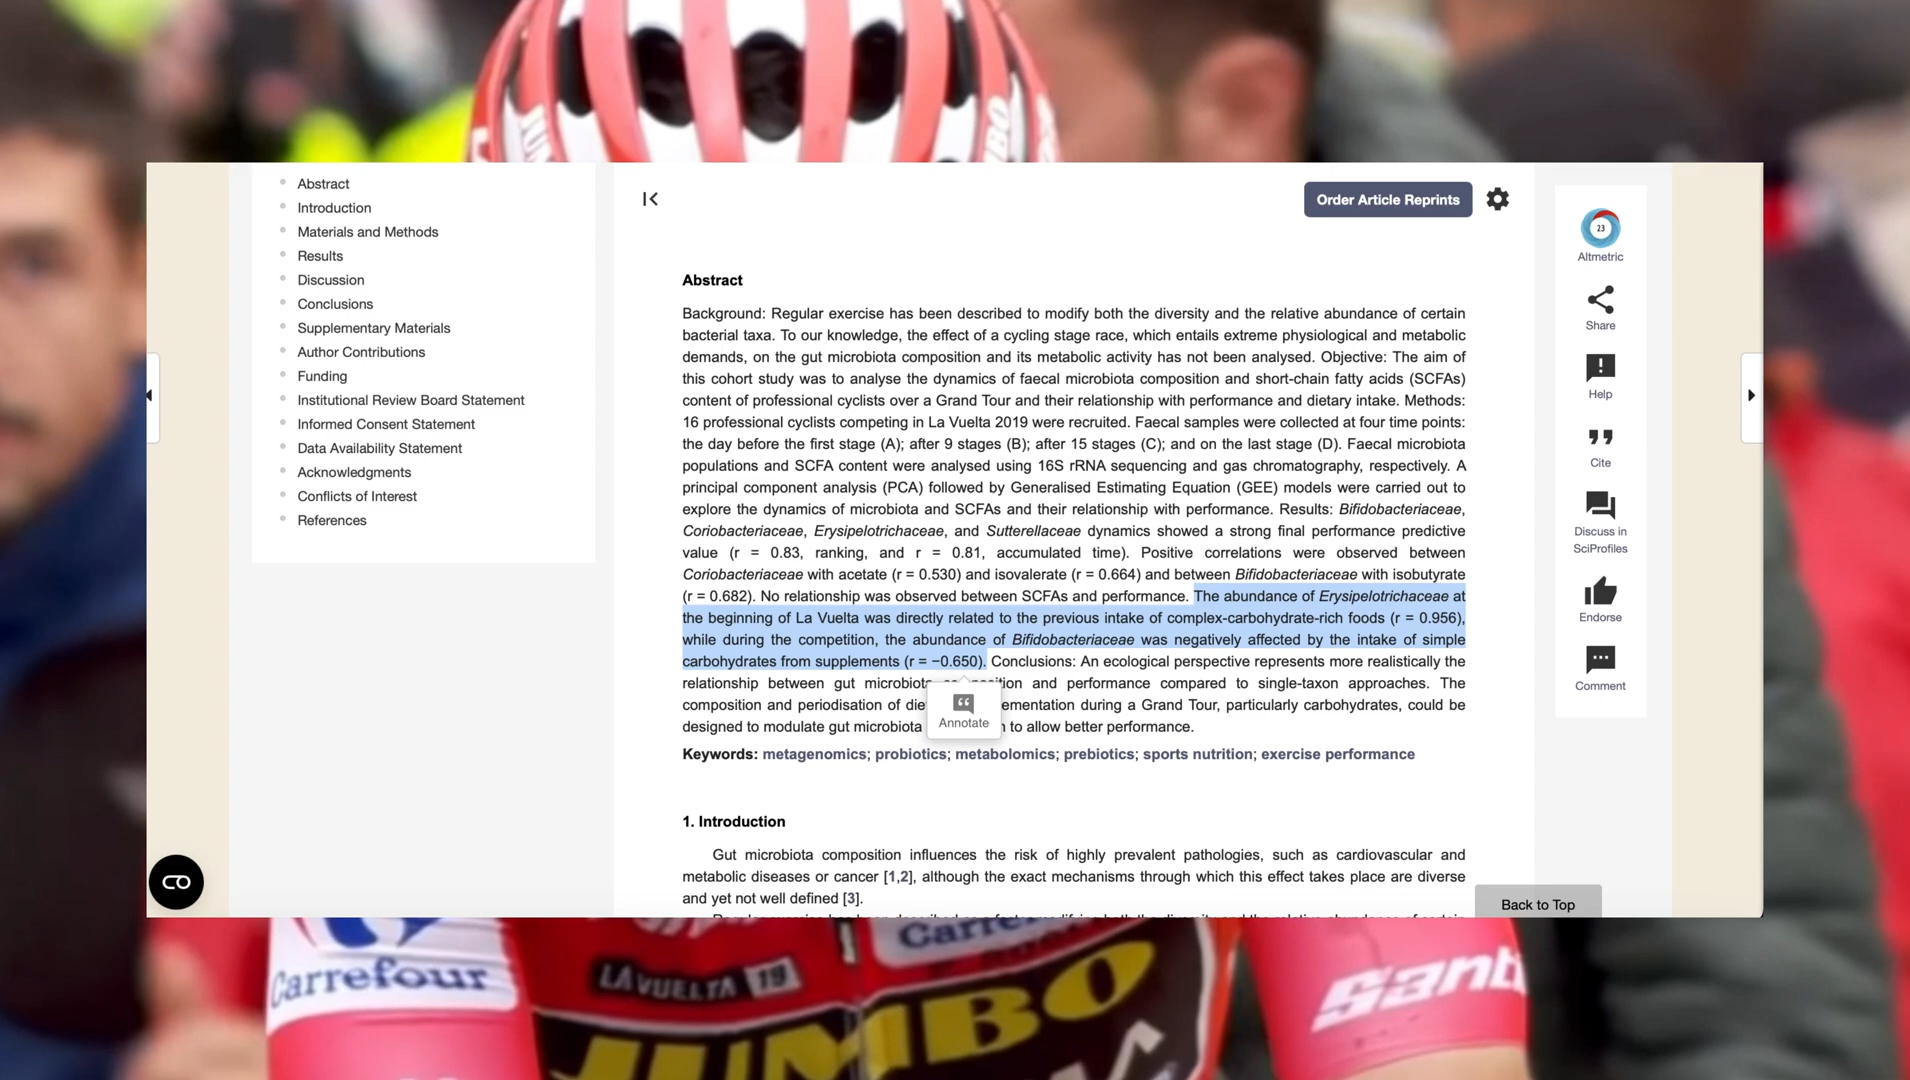 JUMBO
Abstract
Introduction
Materials and Methods
Results
Discussion
Conclusions
Supplementary Materials
Author Contributions
Funding
Institutional Review Board Statement
Informed Consent Statement
Data Availability Statement
Acknowledgments
Conflicts of Interest
References
Order Article Reprints
23
Altmetric
Share
Help
Cite
Discuss in
SciProfiles
Endorse
Comment
Abstract
Background: Regular exercise has been described to modify both the diversity and the relative abundance of certain
bacterial taxa. To our knowledge, the effect of a cycling stage race, which entails extreme physiological and metabolic
demands, on the gut microbiota composition and its metabolic activity has not been analysed. Objective: The aim of
this cohort study was to analyse the dynamics of faecal microbiota composition and short-chain fatty acids (SCFAs)
content of professional cyclists over a Grand Tour and their relationship with performance and dietary intake. Methods:
16 professional cyclists competing in La Vuelta 2019 were recruited. Faecal samples were collected at four time points:
the day before the first stage (A); after 9 stages (B); after 15 stages (C); and on the last stage (D). Faecal microbiota
populations and SCFA content were analysed using 16S rRNA sequencing and gas chromatography, respectively. A
principal component analysis (PCA) followed by Generalised Estimating Equation (GEE) models were carried out to
explore the dynamics of microbiota and SCFAs and their relationship with performance. Results: Bifidobacteriaceae,
Coriobacteriaceae, Erysipelotrichaceae, and Sutterellaceae dynamics showed a strong final performance predictive
value (r = 0.83, ranking, and r = 0.81, accumulated time). Positive correlations were observed between
Coriobacteriaceae with acetate (r = 0.530) and isovalerate (r = 0.664) and between Bifidobacteriaceae with isobutyrate
(r = 0.682). No relationship was observed between SCFAs and performance. The abundance of Erysipelotrichaceae at
the beginning of La Vuelta was directly related to the previous intake of complex-carbohydrate-rich foods (r = 0.956),
while during the competition, the abundance of Bifidobacteriaceae was negatively affected by the intake of simple
carbohydrates from supplements (r = −0.650). Conclusions: An ecological perspective represents more realistically the
relationship between gut microbiota and performance compared to single-taxon approaches. The
composition and periodisation of during a Grand Tour, particularly carbohydrates, could be
designed to modulate gut microbiota to allow better performance.
Annotate
Keywords: metagenomics; probiotics; metabolomics; prebiotics; sports nutrition; exercise performance
1. Introduction
Gut microbiota composition influences the risk of highly prevalent pathologies, such as cardiovascular and
metabolic diseases or cancer [1,2], although the exact mechanisms through which this effect takes place are diverse
and yet not well defined [3].
Back to Top
Carrefour
LA VUELTA 19
JUMBO